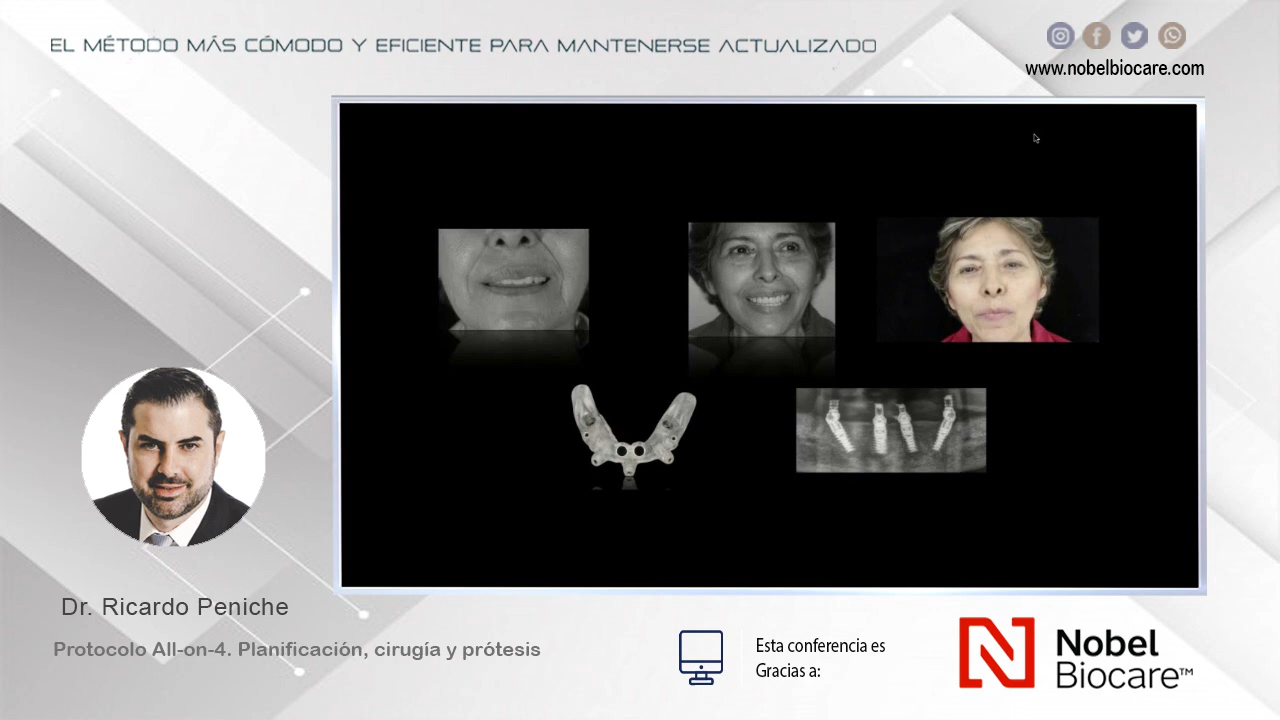 EL MÉTODO MÁS CÓMODO Y EFICIENTE PARA MANTENERSE ACTUALIZADO
www.nobelbiocare.com
Dr. Ricardo Peniche
Protocolo All-on-4. Planificación, cirugía y prótesis
Esta conferencia es
Gracias a:
Nobel
Biocare™